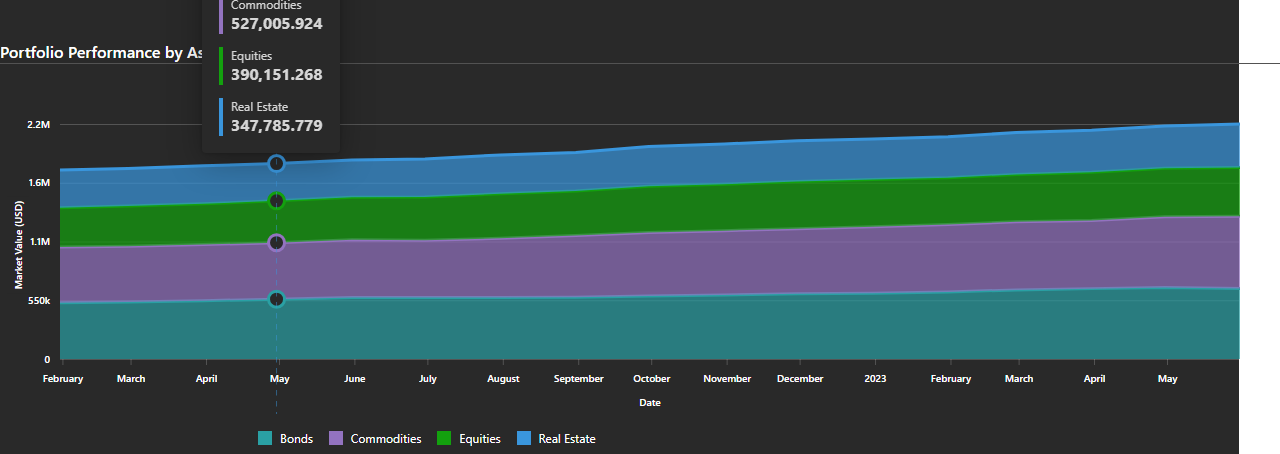 Commodities
527,005.924
Portfolio Performance by As
Equities
390,151.268
Real Estate
347,785.779
2.2M
1.6M
1.1M
550k
0
Market Value (USD)
February March April May June July August September October November December 2023 February March April May
Date
Bonds Commodities Equities Real Estate